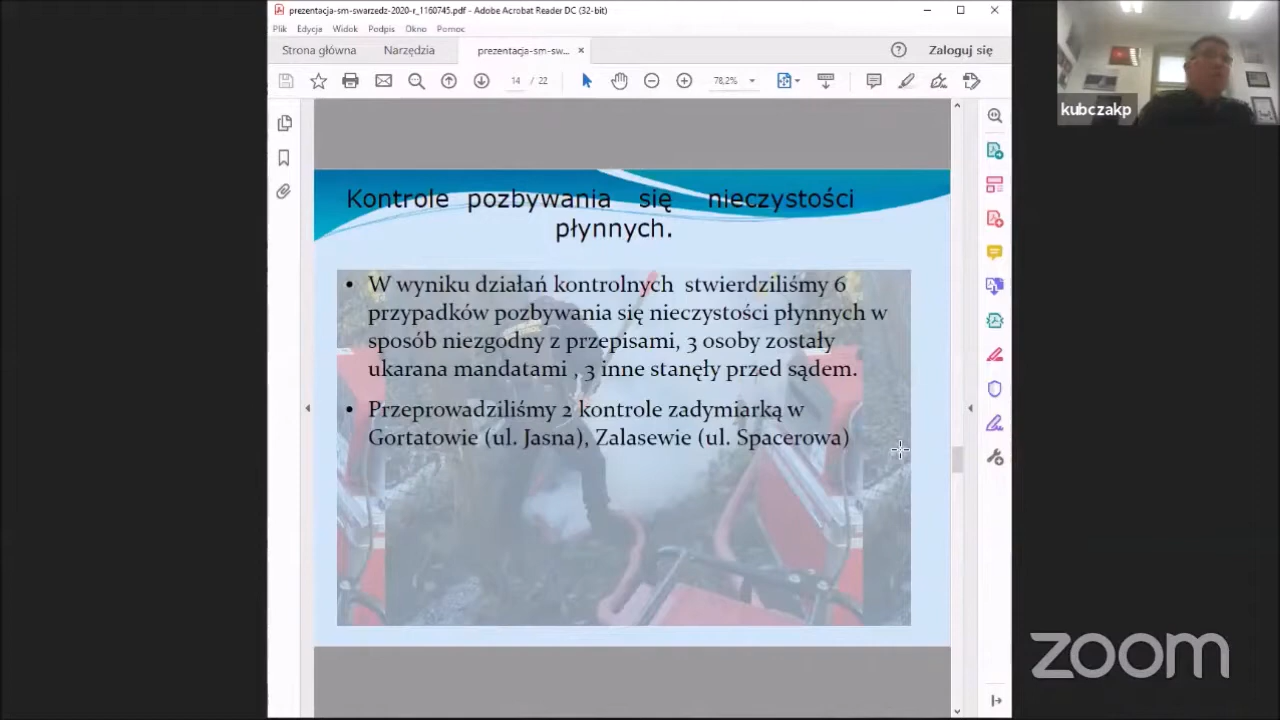 prezentacja-sm-swarzedz-2020-r_1160745.pdf - Adobe Acrobat Reader DC (32-bit)
Plik Edycja Widok Podpis Okno Pomoc
Strona główna Narzędzia prezentacja-sm-sw... Zaloguj się
14 / 22 78,2%
kubczakp
Kontrole pozbywania się nieczystości
płynnych.
• W wyniku działań kontrolnych stwierdziliśmy 6
przypadków pozbywania się nieczystości płynnych w
sposób niezgodny z przepisami, 3 osoby zostały
ukarana mandatami , 3 inne stanęły przed sądem.
• Przeprowadziliśmy 2 kontrole zadymiarką w
Gortatowie (ul. Jasna), Zalasewie (ul. Spacerowa)
zoom